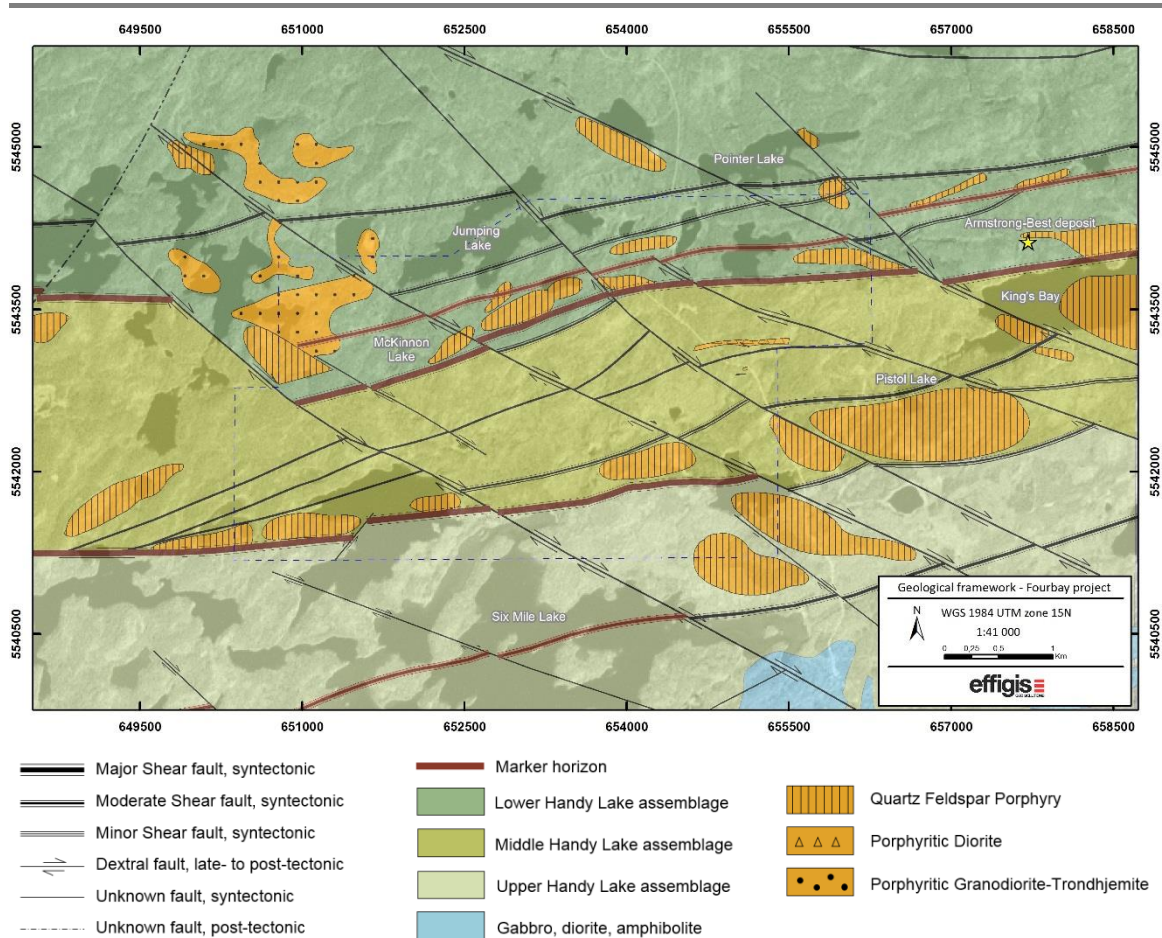 649500 651000 652500 654000 655500 657000 658500
5545000
5545000
Pointer Lake
Armstrong-Best deposit
Jumping
Lake
King's Bay
5543500
5543500
McKinnon
Lake
Pistol Lake
5542000
5542000
Six Mile Lake
5540500
5540500
Geological framework - Fourbay project
N
WGS 1984 UTM zone 15N
1:41 000
0 0,25 0,5 1
Km
effigis
649500 651000 652500 654000 655500 657000 658500
Major Shear fault, syntectonic
Moderate Shear fault, syntectonic
Minor Shear fault, syntectonic
Dextral fault, late- to post-tectonic
Unknown fault, syntectonic
Unknown fault, post-tectonic
Marker horizon
Lower Handy Lake assemblage
Middle Handy Lake assemblage
Upper Handy Lake assemblage
Gabbro, diorite, amphibolite
Quartz Feldspar Porphyry
Porphyritic Diorite
Porphyritic Granodiorite-Trondhjemite